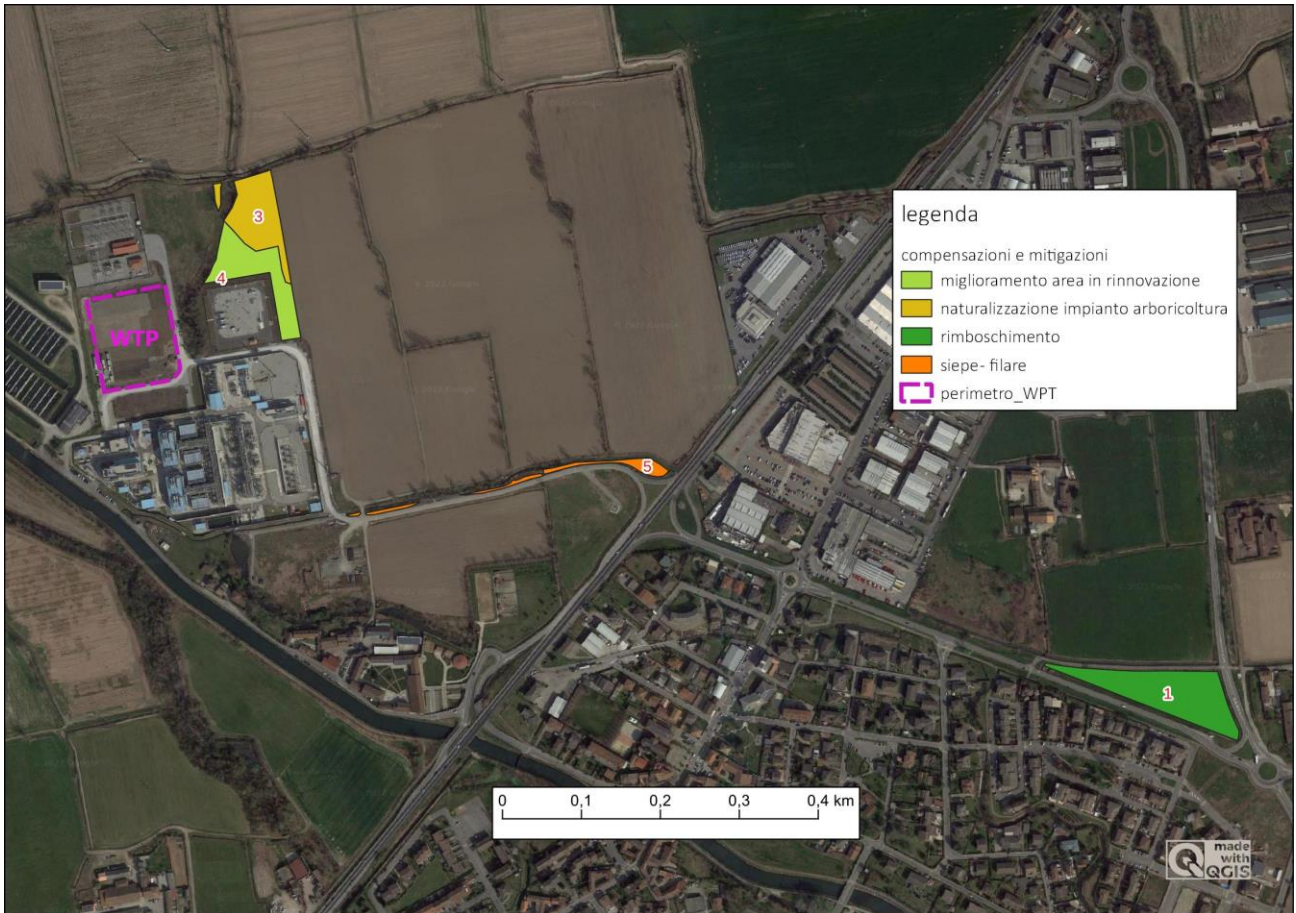 3
4
WTP
5
1
legenda
compensazioni e mitigazioni
miglioramento area in rinnovazione
naturalizzazione impianto arboricoltura
rimboschimento
siepe- filare
perimetro_WPT
0 0,1 0,2 0,3 0,4 km
made
with
QGIS